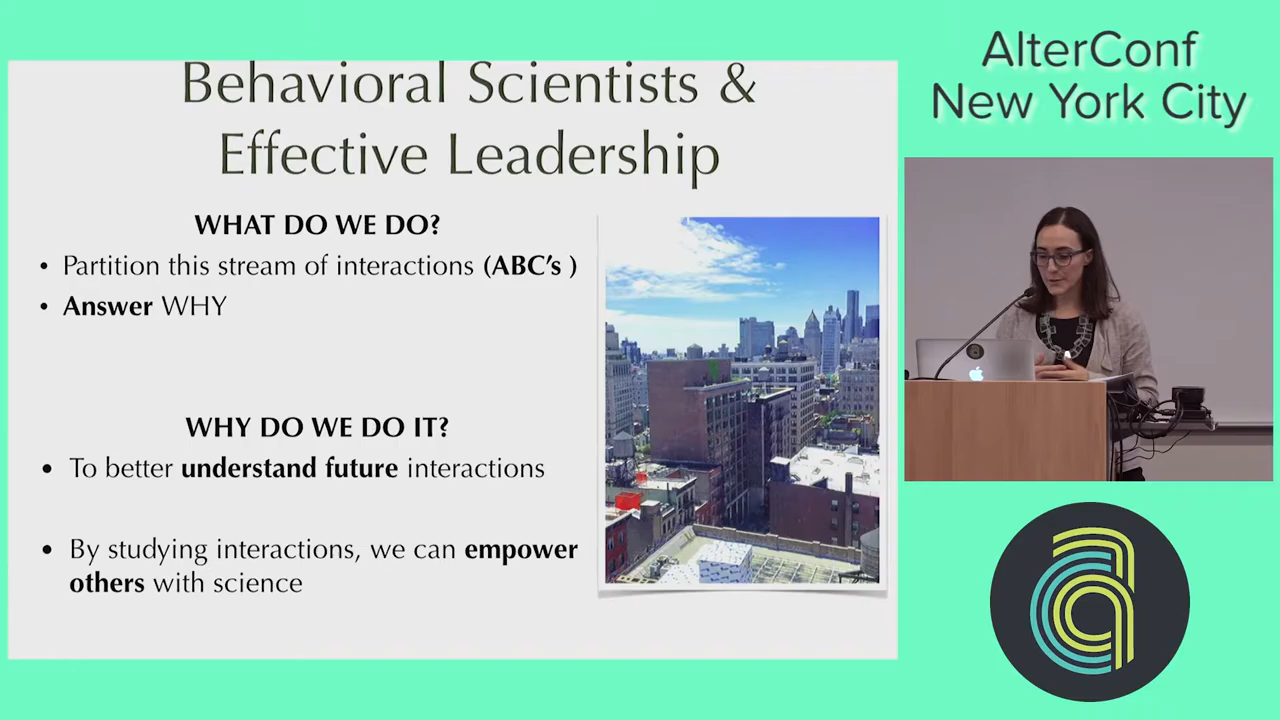 Behavioral Scientists &
Effective Leadership
WHAT DO WE DO?
• Partition this stream of interactions (ABC's )
• Answer WHY
WHY DO WE DO IT?
• To better understand future interactions
• By studying interactions, we can empower
others with science
AlterConf
New York City